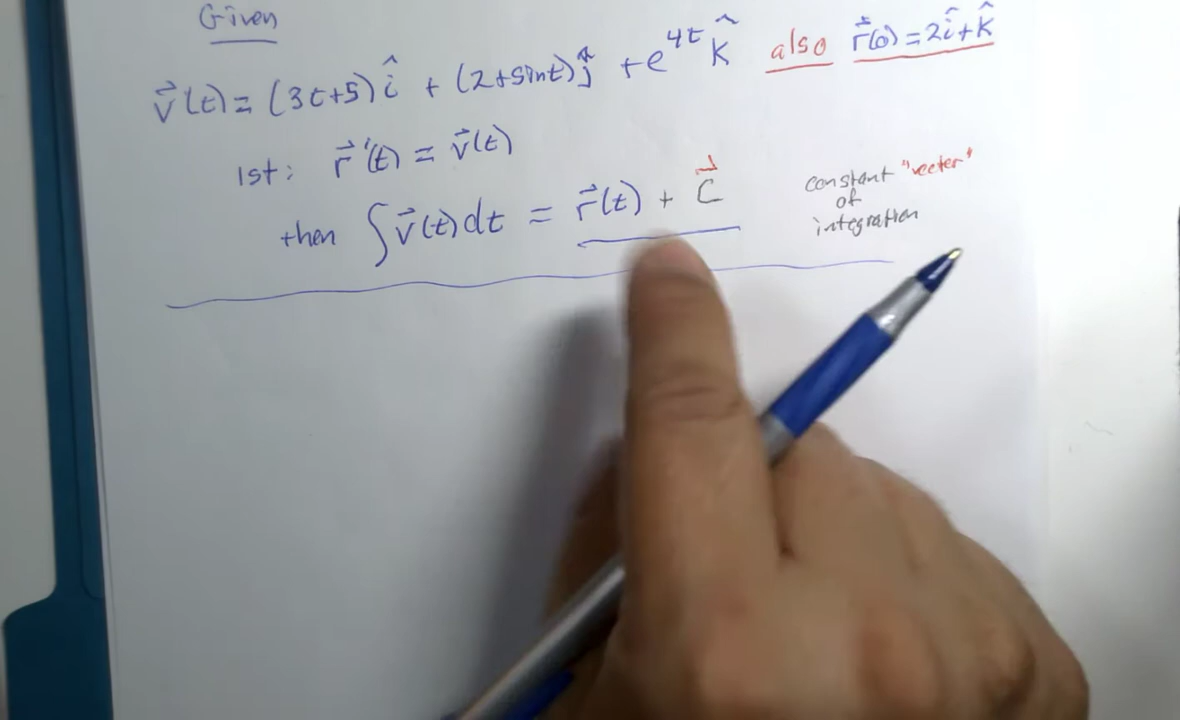 Given
v⃗(t) = (3t+5)î + (2+sint)ĵ + e^{4t} k̂ also r⃗(0) = 2î+k̂
1st: r⃗'(t) = v⃗(t)
then ∫v⃗(t)dt = r⃗(t) + C⃗
constant "vector"
of
integration